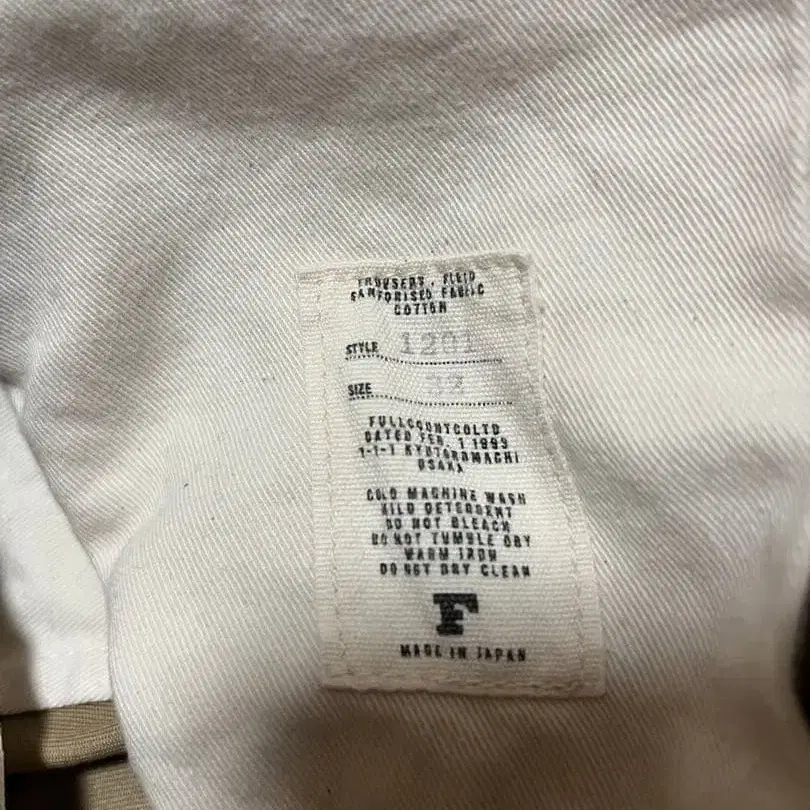 TROUSERS . FLEID
SANFORISED FABRIC
COTTON
STYLE 1201
SIZE 32
FULLCOUNTCOLTD
DATED FEB. 1 1993
1-1-1 KYUTAROMACHI
OSAKA
COLD MACHINE WASH
MILD DETERGENT
DO NOT BLEACH
DO NOT TUMBLE DRY
WARM IRON
DO NOT DRY CLEAN
F
MADE IN JAPAN